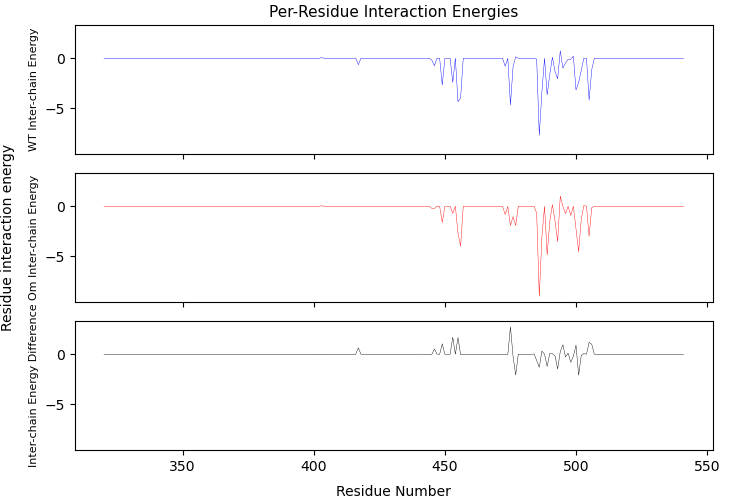 Per-Residue Interaction Energies
Residue interaction energy
WT Inter-chain Energy
0
−5
Om Inter-chain Energy
0
−5
Inter-chain Energy Difference
0
−5
350
400
450
500
550
Residue Number